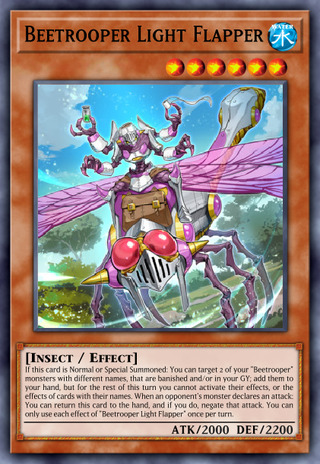 BEETROOPER LIGHT FLAPPER
WATER
水
[INSECT / EFFECT]
If this card is Normal or Special Summoned: You can target 2 of your "Beetrooper"
monsters with different names, that are banished and/or in your GY; add them to
your hand, but for the rest of this turn you cannot activate their effects, or the
effects of cards with their names. When an opponent's monster declares an attack:
You can return this card to the hand, and if you do, negate that attack. You can
only use each effect of "Beetrooper Light Flapper" once per turn.
ATK/2000 DEF/2200